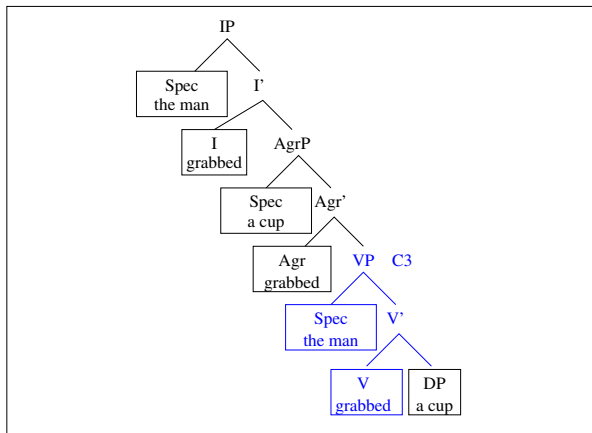 IP
Spec I'
the man
I AgrP
grabbed
Spec Agr'
a cup
Agr VP C3
grabbed
Spec V'
the man
V DP
grabbed a cup